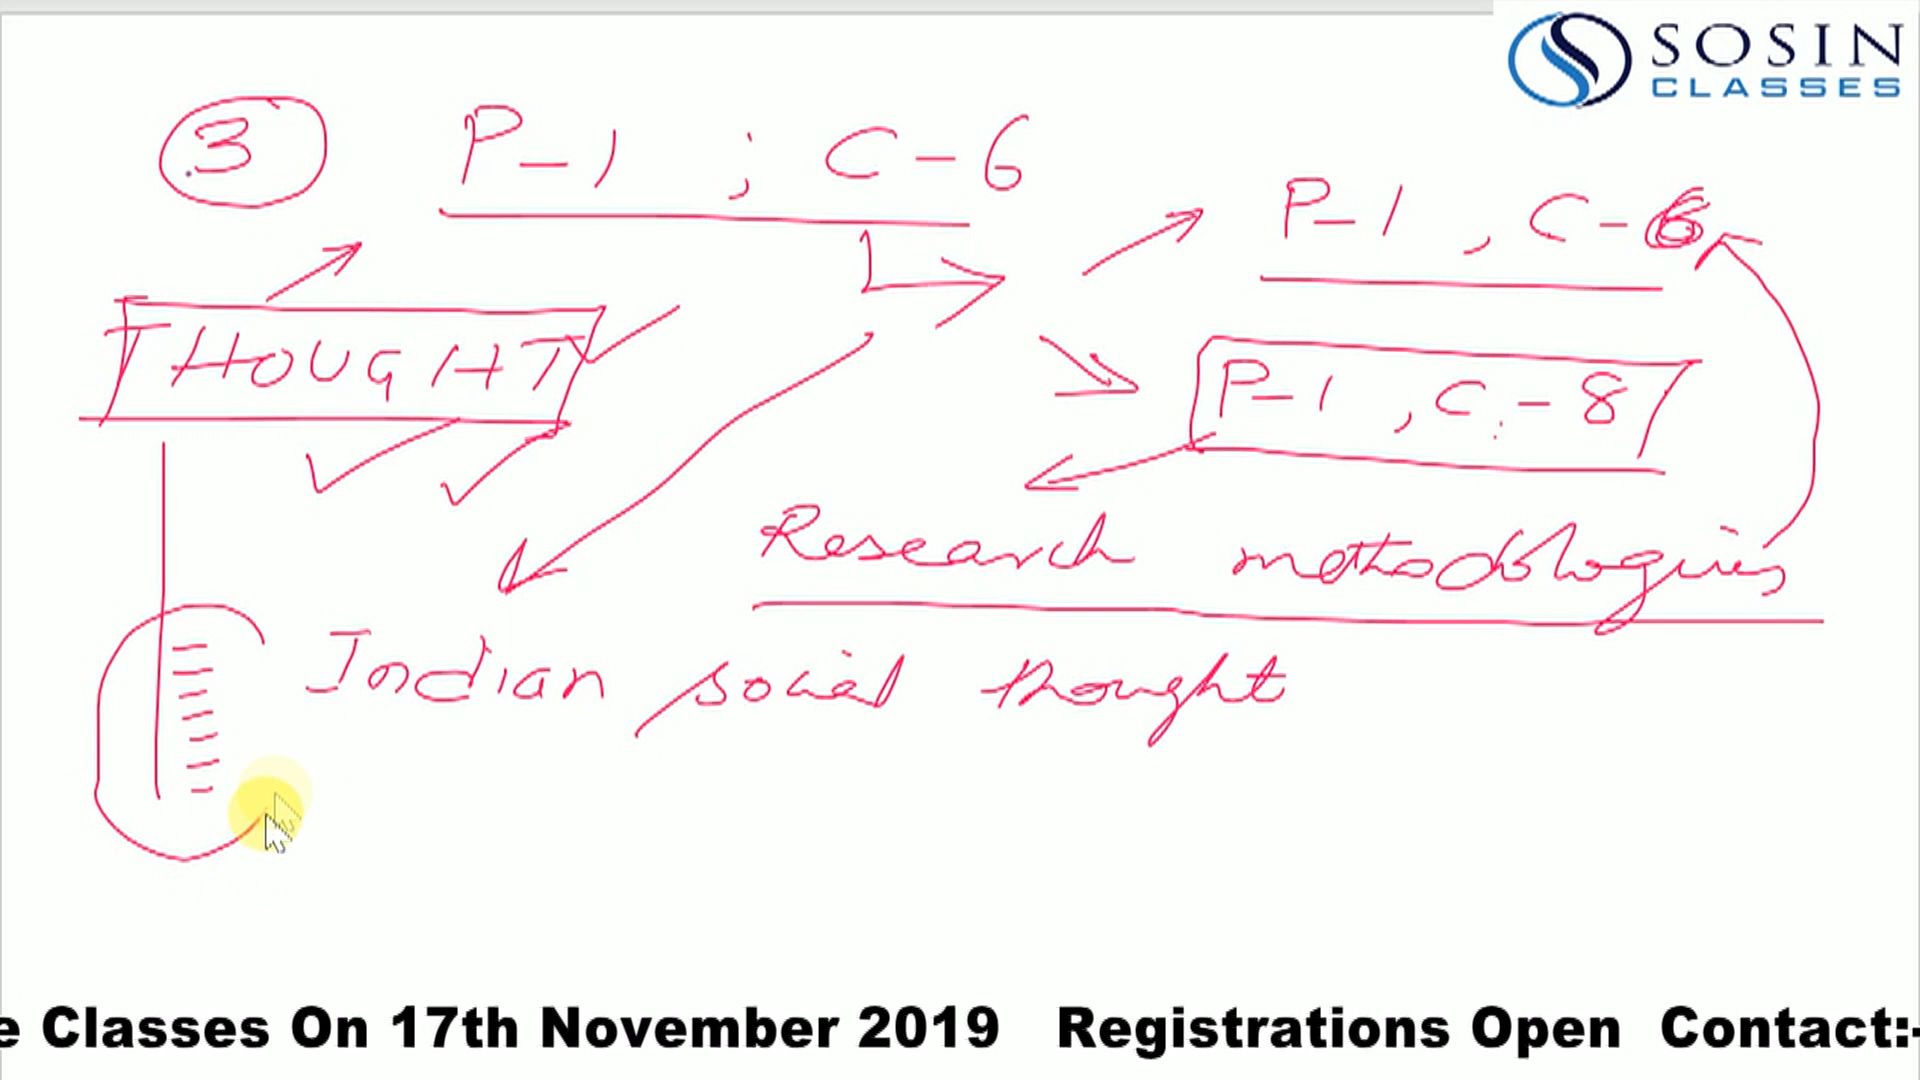 SOSIN
CLASSES
3 P-1 ; C-6
P-1 , C-6
THOUGHT
P-1 , C-8
Research methodologies
Indian social thought
e Classes On 17th November 2019 Registrations Open Contact:-